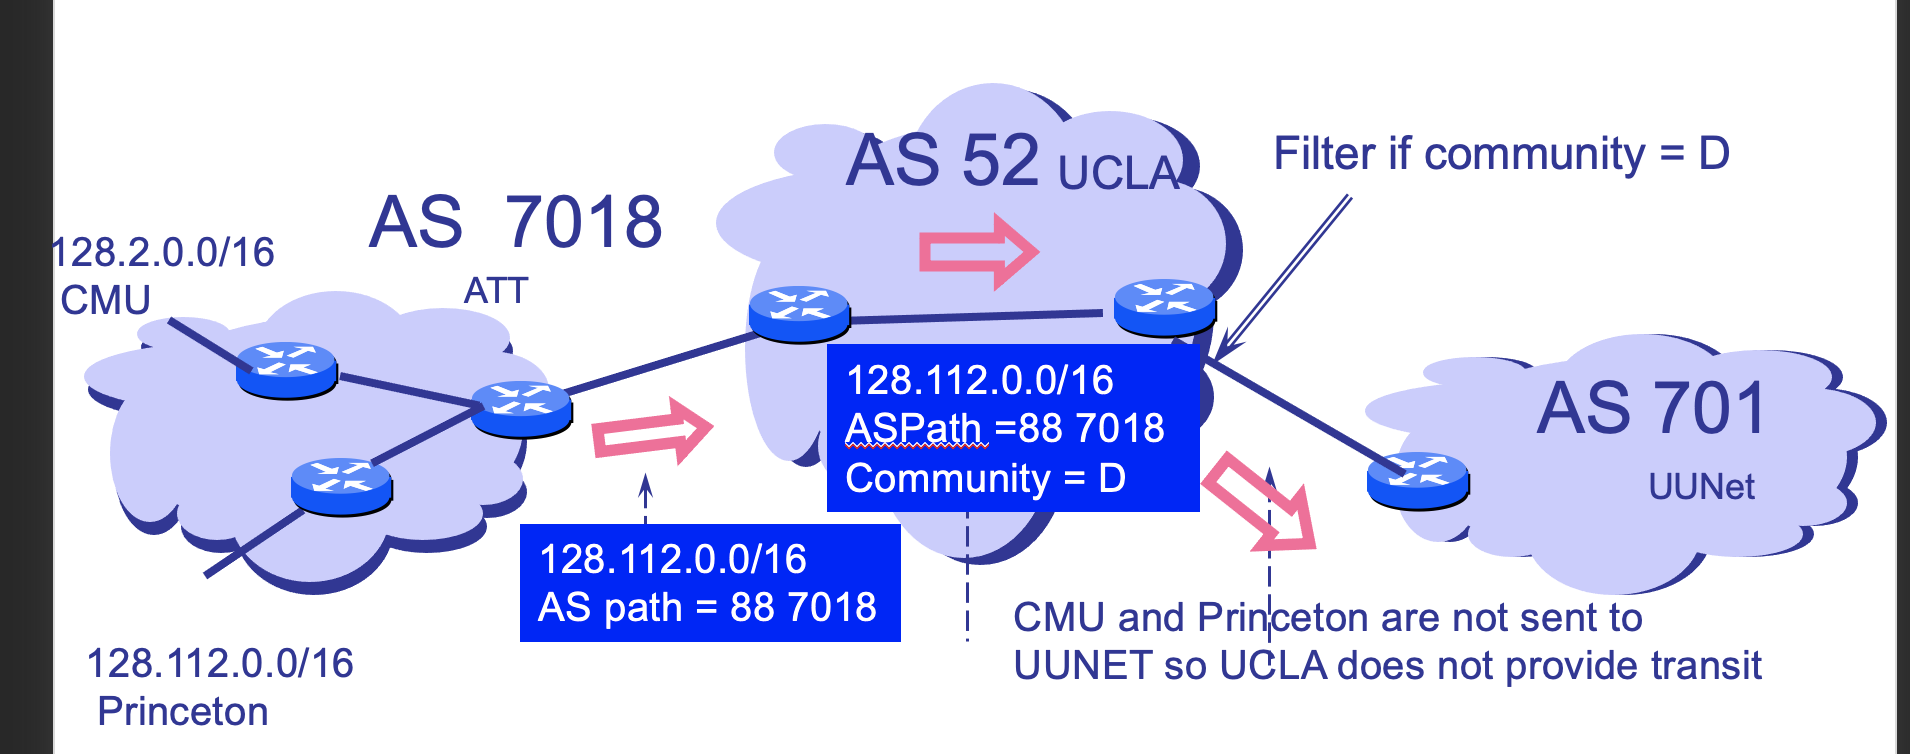 AS 52 UCLA
Filter if community = D
AS 7018
ATT
128.2.0.0/16
CMU
128.112.0.0/16
ASPath =88 7018
Community = D
AS 701
UUNet
128.112.0.0/16
AS path = 88 7018
CMU and Princeton are not sent to
UUNET so UCLA does not provide transit
128.112.0.0/16
Princeton